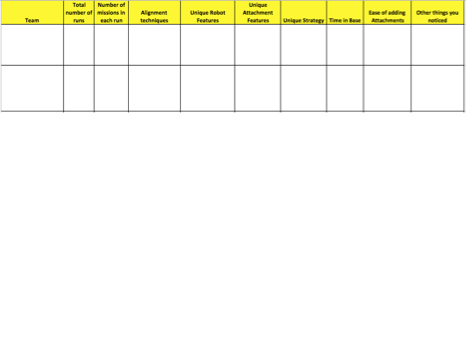 Team
Total
number of
runs
Number of
missions in
each run
Alignment
techniques
Unique Robot
Features
Unique
Attachment
Features
Unique Strategy
Time in Base
Ease of adding
Attachments
Other things you
noticed